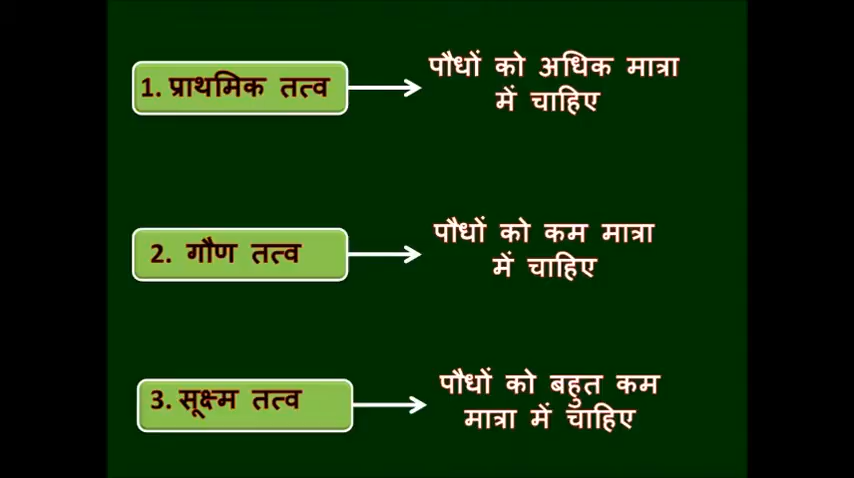 1. प्राथमिक तत्व
पौधों को अधिक मात्रा
में चाहिए
2. गौण तत्व
पौधों को कम मात्रा
में चाहिए
3. सूक्ष्म तत्व
पौधों को बहुत कम
मात्रा में चाहिए